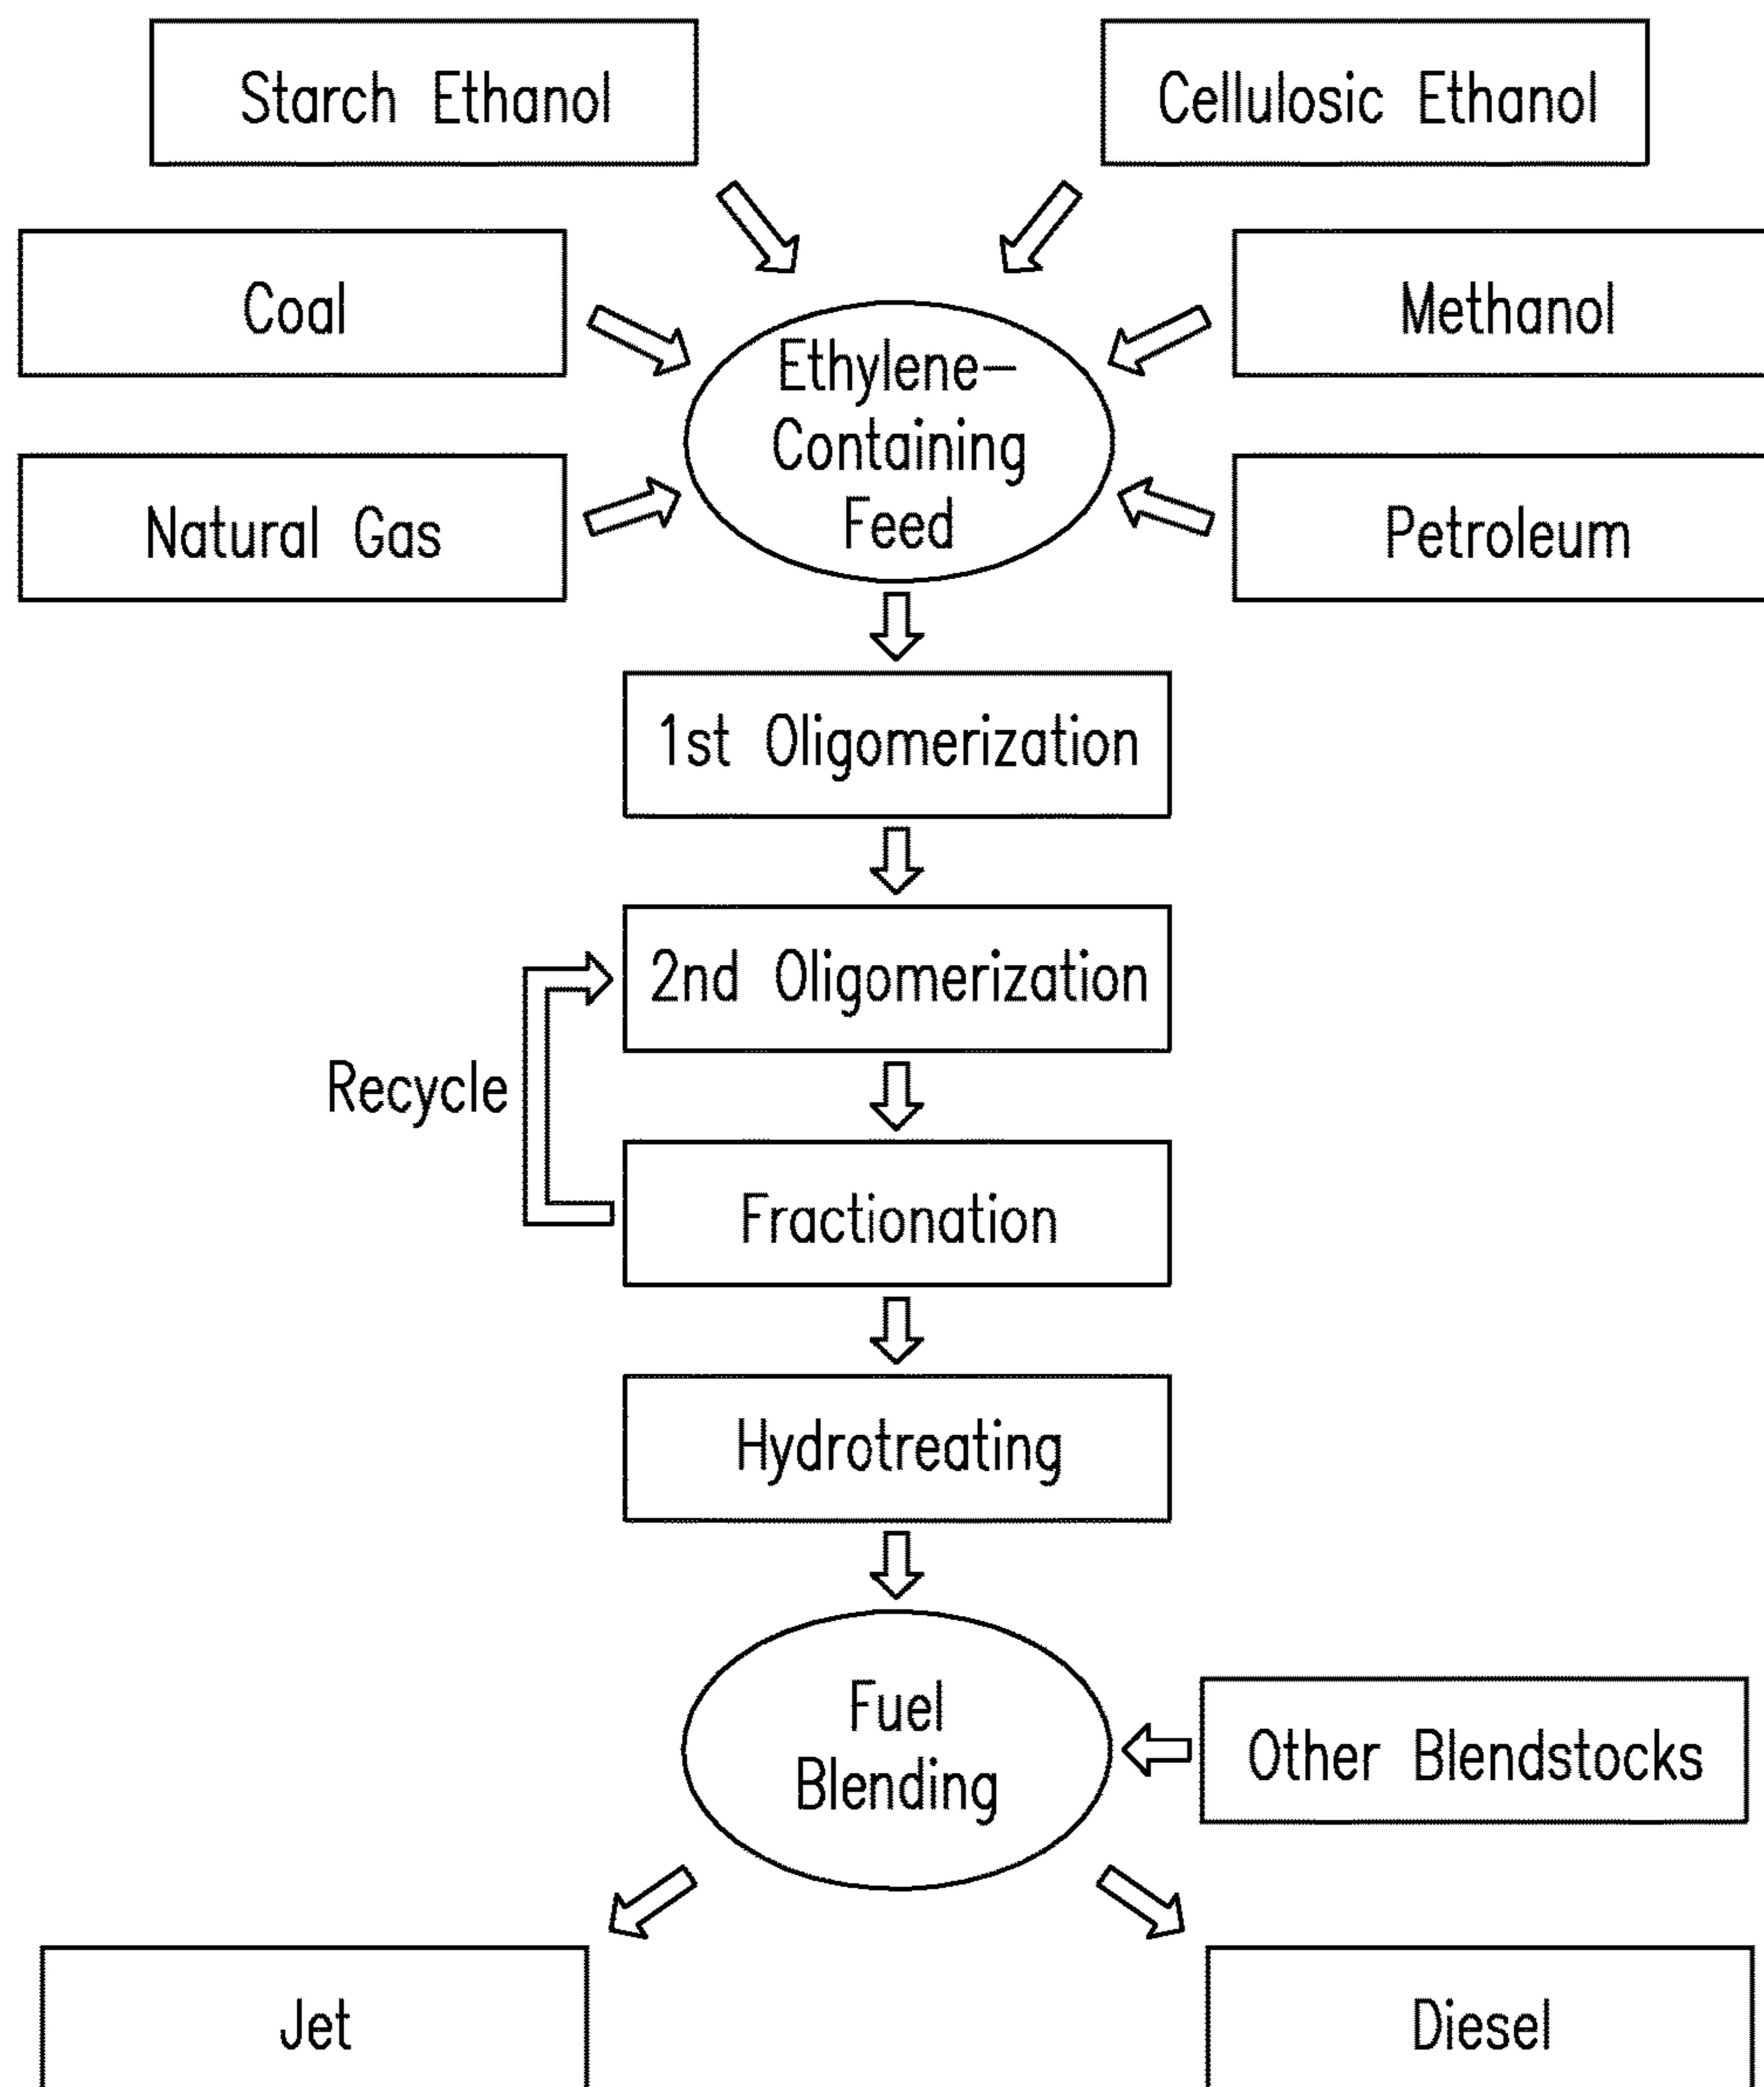 Starch Ethanol
Cellulosic Ethanol
Coal
Methanol
Ethylene-
Containing
Feed
Natural Gas
Petroleum
1st Oligomerization
2nd Oligomerization
Recycle
Fractionation
Hydrotreating
Fuel
Blending
Other Blendstocks
Jet
Diesel